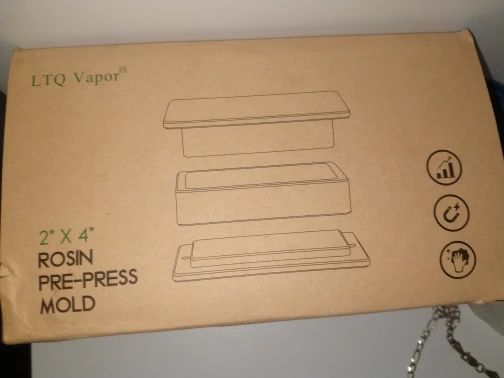 LTQ Vapor®
2" X 4"
ROSIN
PRE-PRESS
MOLD